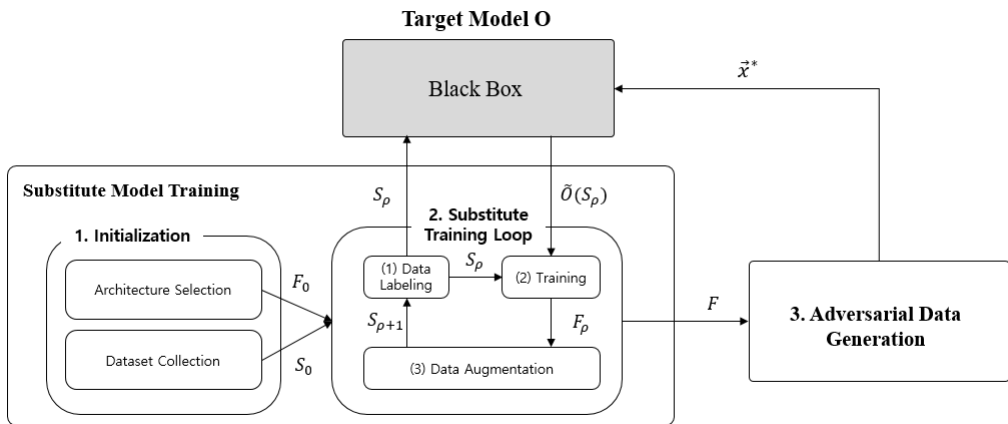 Target Model O
Black Box
x⃗*
Substitute Model Training
S_ρ
Õ(S_ρ)
1. Initialization
Architecture Selection
Dataset Collection
F_0
S_0
2. Substitute
Training Loop
(1) Data
Labeling
S_ρ
(2) Training
S_ρ+1
F_ρ
(3) Data Augmentation
F
3. Adversarial Data
Generation